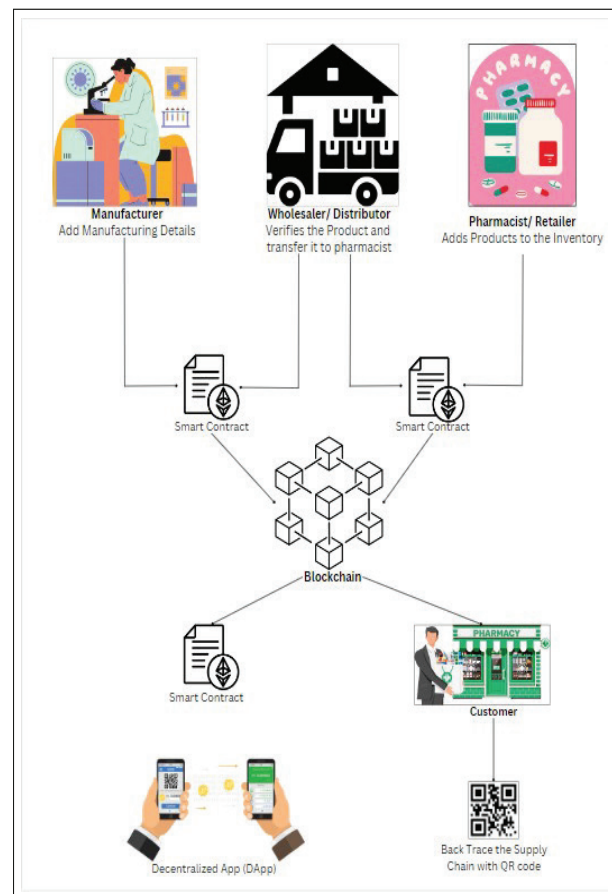 PHARMACY
Manufacturer
Add Manufacturing Details
Wholesaler/ Distributor
Verifies the Product and
transfer it to pharmacist
Pharmacist/ Retailer
Adds Products to the Inventory
Smart Contract
Smart Contract
Blockchain
PHARMACY
Smart Contract
Customer
Decentralized App (DApp)
Back Trace the Supply
Chain with QR code